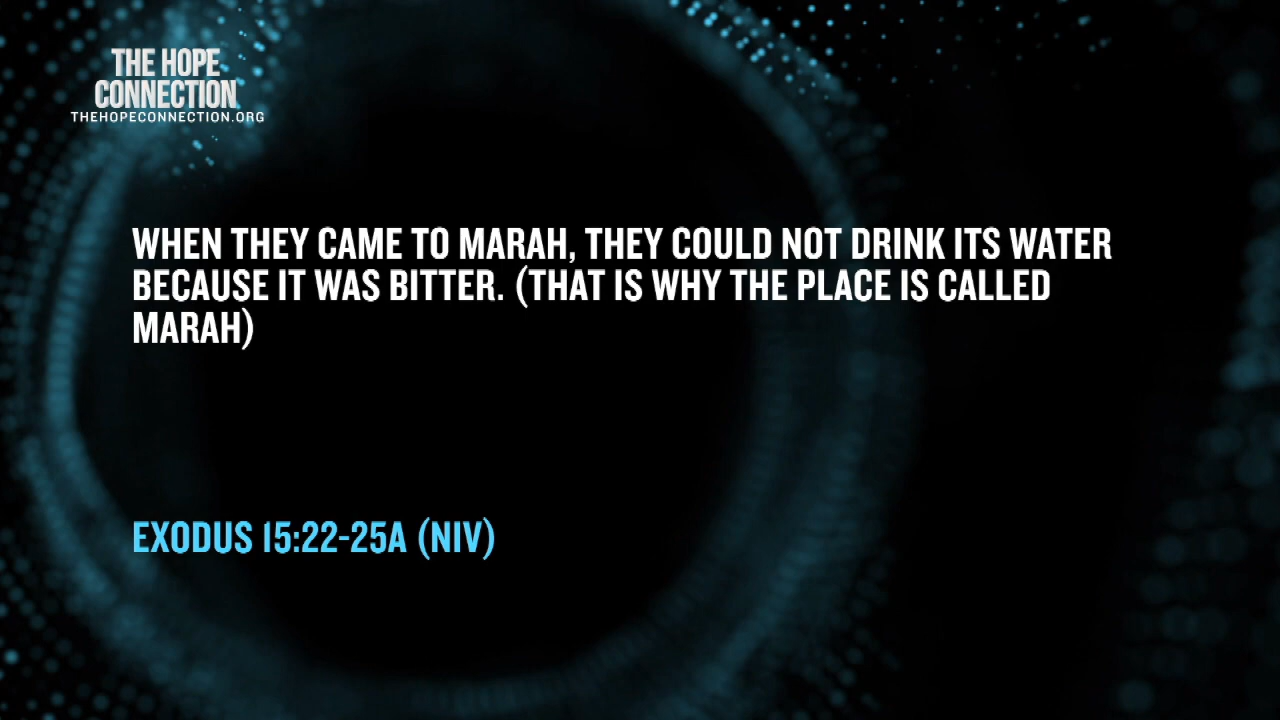 THE HOPE
CONNECTION
THEHOPECONNECTION.ORG
WHEN THEY CAME TO MARAH, THEY COULD NOT DRINK ITS WATER
BECAUSE IT WAS BITTER. (THAT IS WHY THE PLACE IS CALLED
MARAH)
EXODUS 15:22-25A (NIV)